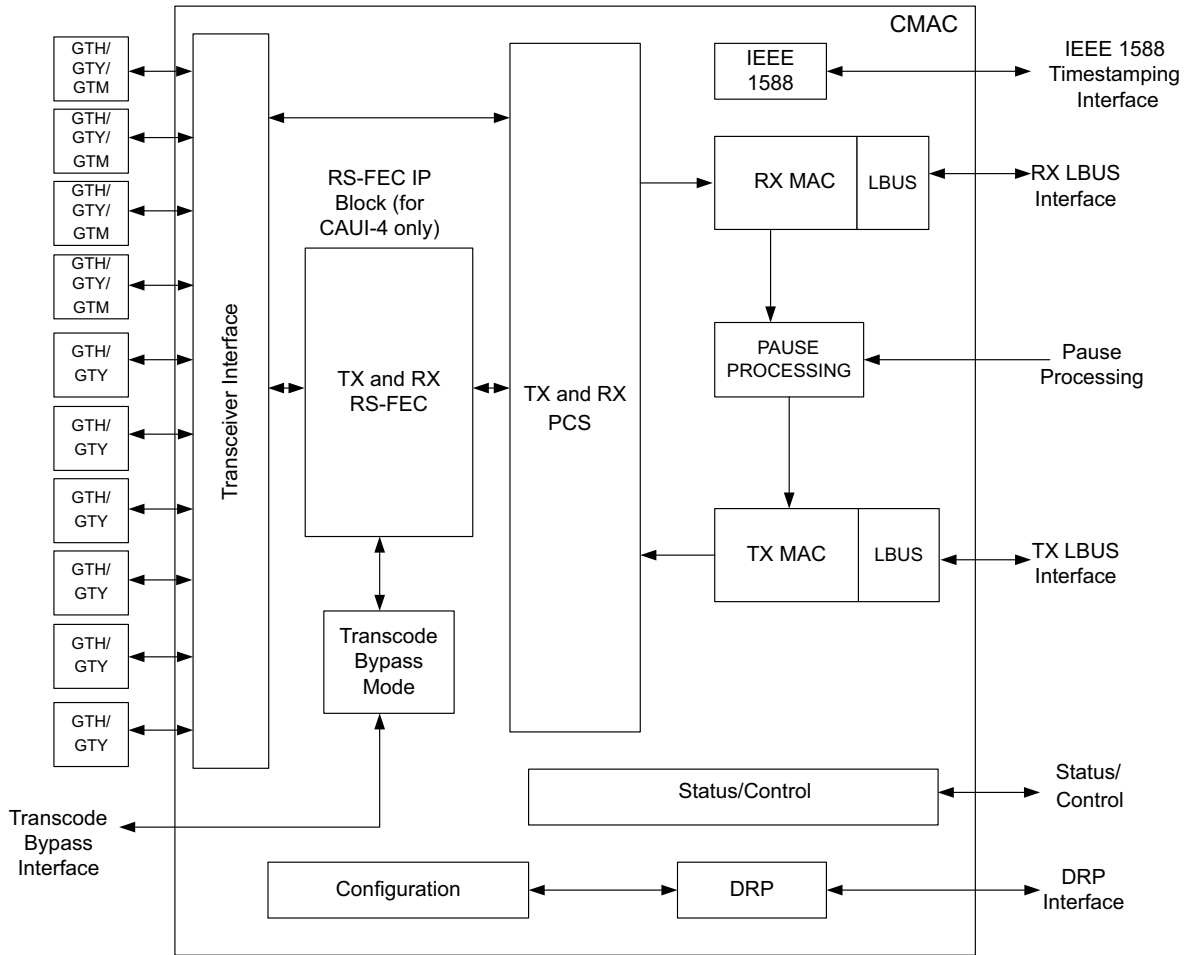 CMAC
GTH/
GTY/
GTM
GTH/
GTY/
GTM
GTH/
GTY/
GTM
GTH/
GTY/
GTM
GTH/
GTY
GTH/
GTY
GTH/
GTY
GTH/
GTY
GTH/
GTY
GTH/
GTY
Transceiver Interface
RS-FEC IP
Block (for
CAUI-4 only)
TX and RX
RS-FEC
Transcode
Bypass
Mode
Transcode
Bypass
Interface
TX and RX
PCS
IEEE
1588
IEEE 1588
Timestamping
Interface
RX MAC
LBUS
RX LBUS
Interface
PAUSE
PROCESSING
Pause
Processing
TX MAC
LBUS
TX LBUS
Interface
Status/Control
Status/
Control
Configuration
DRP
DRP
Interface